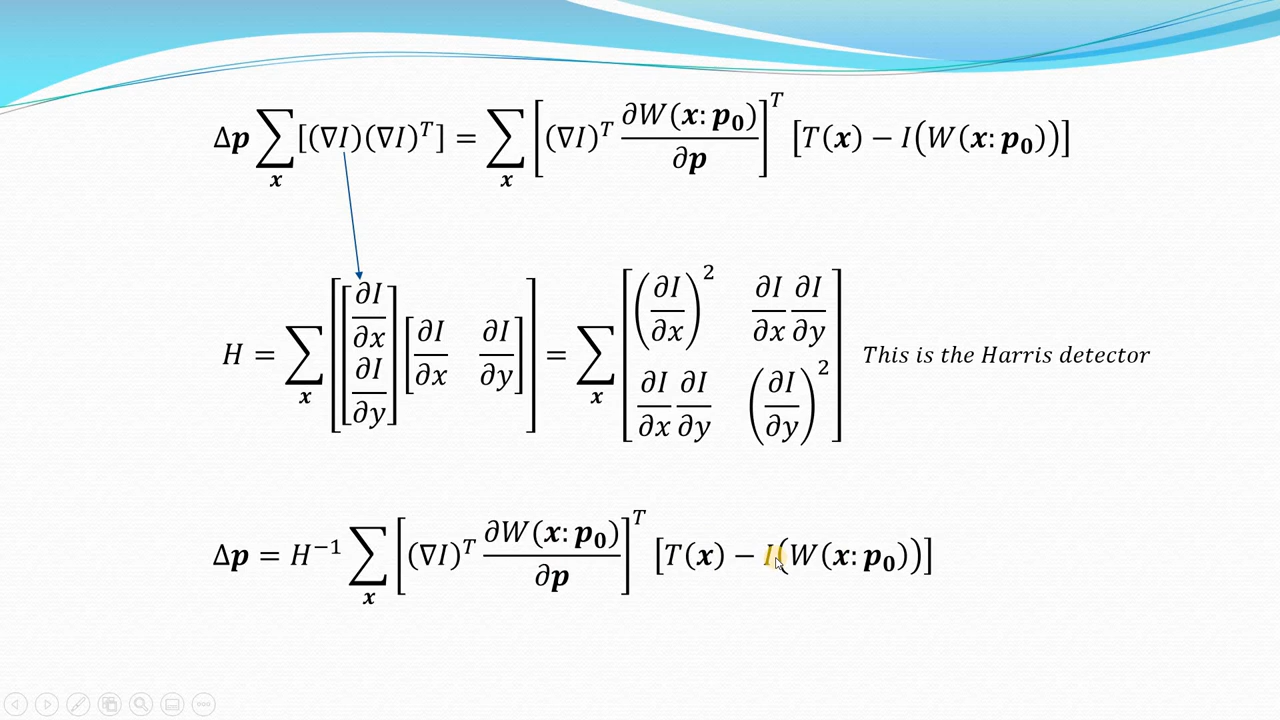 Δp ∑ₓ [(∇I)(∇I)ᵀ] = ∑ₓ [(∇I)ᵀ ∂W(x:p₀)/∂p]ᵀ [T(x) − I(W(x:p₀))]
H = ∑ₓ [[∂I/∂x ; ∂I/∂y] [∂I/∂x ∂I/∂y]] = ∑ₓ [(∂I/∂x)² ∂I/∂x ∂I/∂y ; ∂I/∂x ∂I/∂y (∂I/∂y)²] This is the Harris detector
Δp = H⁻¹ ∑ₓ [(∇I)ᵀ ∂W(x:p₀)/∂p]ᵀ [T(x) − I(W(x:p₀))]